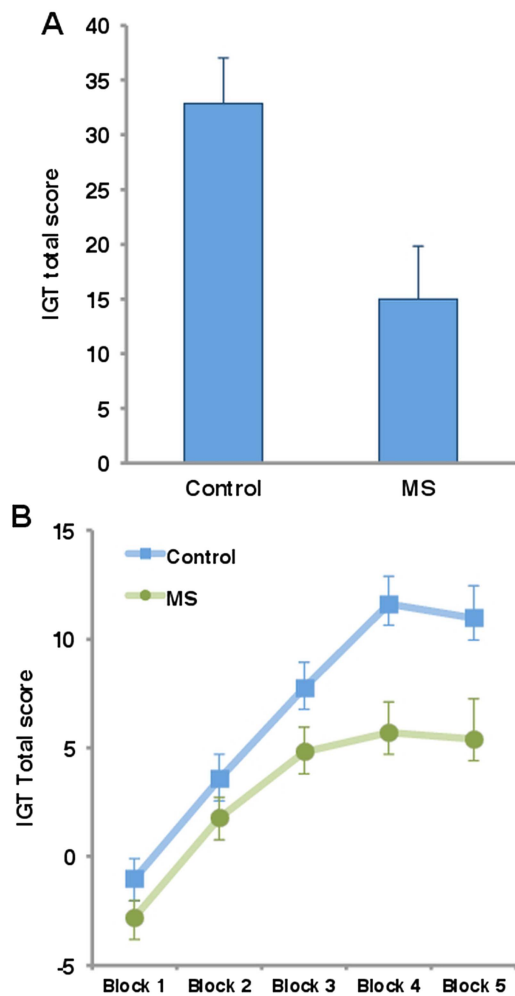 A
IGT total score
40
35
30
25
20
15
10
5
0
Control MS
B
IGT Total score
15
10
5
0
-5
Control
MS
Block 1 Block 2 Block 3 Block 4 Block 5